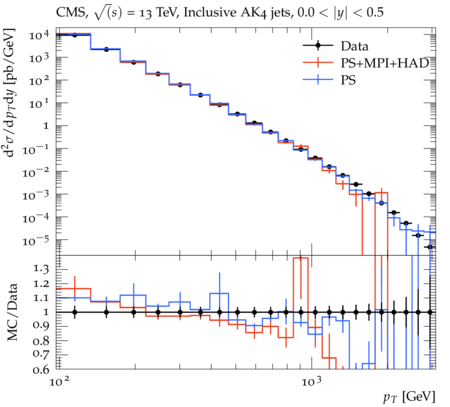 CMS, √(s) = 13 TeV, Inclusive AK4 jets, 0.0 < |y| < 0.5
Data
PS+MPI+HAD
PS
d²σ/dp_T dy [pb/GeV]
10⁴
10³
10²
10¹
1
10⁻¹
10⁻²
10⁻³
10⁻⁴
10⁻⁵
MC/Data
1.3
1.2
1.1
1
0.9
0.8
0.7
0.6
10² 10³
p_T [GeV]